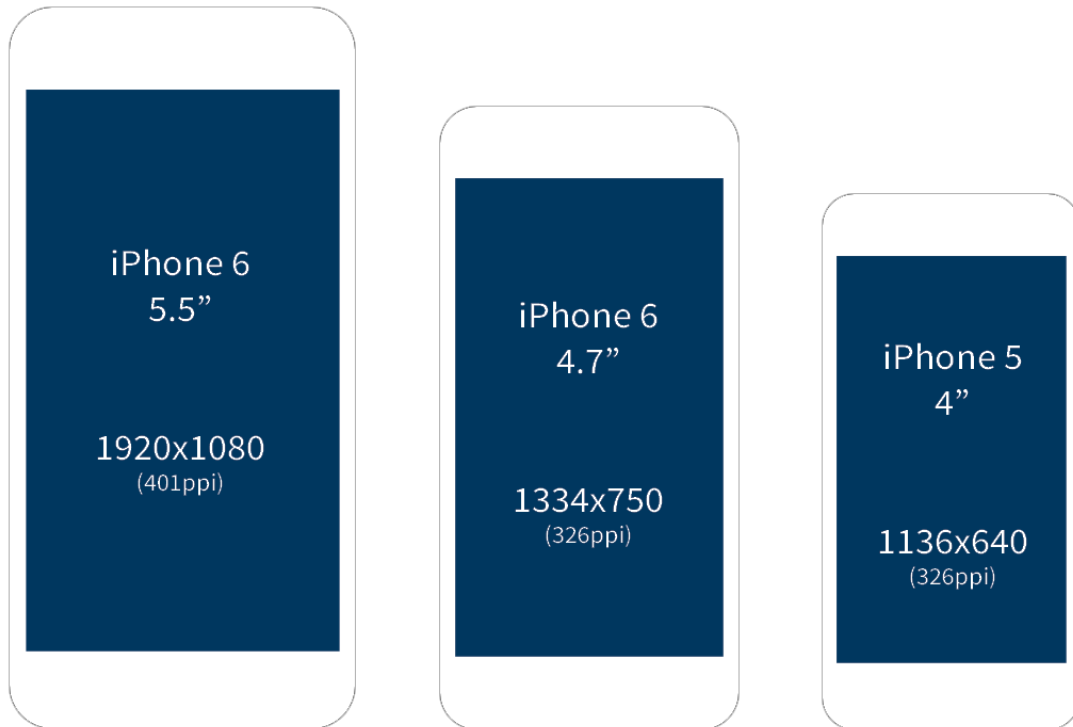 iPhone 6
5.5”
1920x1080
(401ppi)
iPhone 6
4.7”
1334x750
(326ppi)
iPhone 5
4”
1136x640
(326ppi)